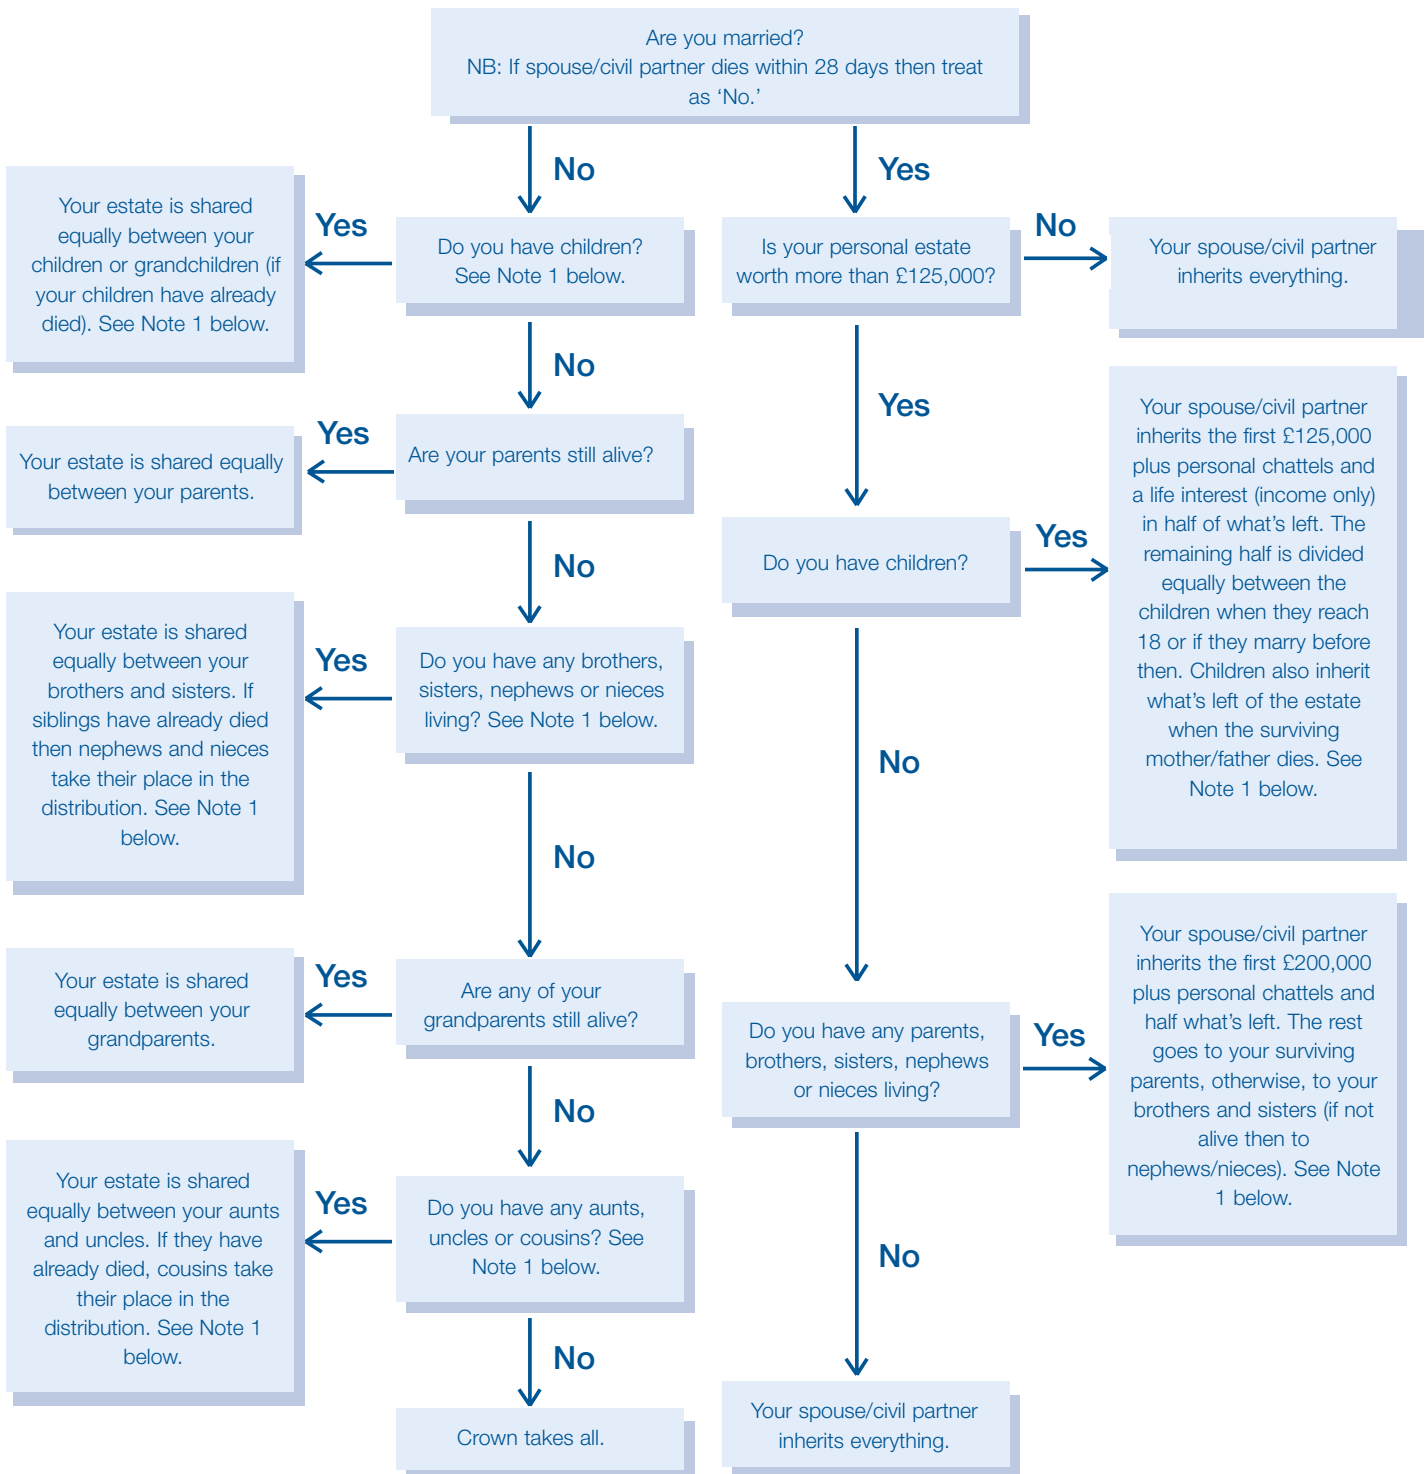 Are you married?
NB: If spouse/civil partner dies within 28 days then treat
as ‘No.’
No
Yes
Your estate is shared
equally between your
children or grandchildren (if
your children have already
died). See Note 1 below.
Yes
Do you have children?
See Note 1 below.
Is your personal estate
worth more than £125,000?
No
Your spouse/civil partner
inherits everything.
No
Yes
Your estate is shared equally
between your parents.
Yes
Are your parents still alive?
Your spouse/civil partner
inherits the first £125,000
plus personal chattels and
a life interest (income only)
in half of what’s left. The
remaining half is divided
equally between the
children when they reach
18 or if they marry before
then. Children also inherit
what’s left of the estate
when the surviving
mother/father dies. See
Note 1 below.
No
Do you have children?
Yes
Your estate is shared
equally between your
brothers and sisters. If
siblings have already died
then nephews and nieces
take their place in the
distribution. See Note 1
below.
Yes
Do you have any brothers,
sisters, nephews or nieces
living? See Note 1 below.
No
No
Your estate is shared
equally between your
grandparents.
Yes
Are any of your
grandparents still alive?
Do you have any parents,
brothers, sisters, nephews
or nieces living?
Yes
Your spouse/civil partner
inherits the first £200,000
plus personal chattels and
half what’s left. The rest
goes to your surviving
parents, otherwise, to your
brothers and sisters (if not
alive then to
nephews/nieces). See Note
1 below.
No
Your estate is shared
equally between your aunts
and uncles. If they have
already died, cousins take
their place in the
distribution. See Note 1
below.
Yes
Do you have any aunts,
uncles or cousins? See
Note 1 below.
No
No
Crown takes all.
Your spouse/civil partner
inherits everything.